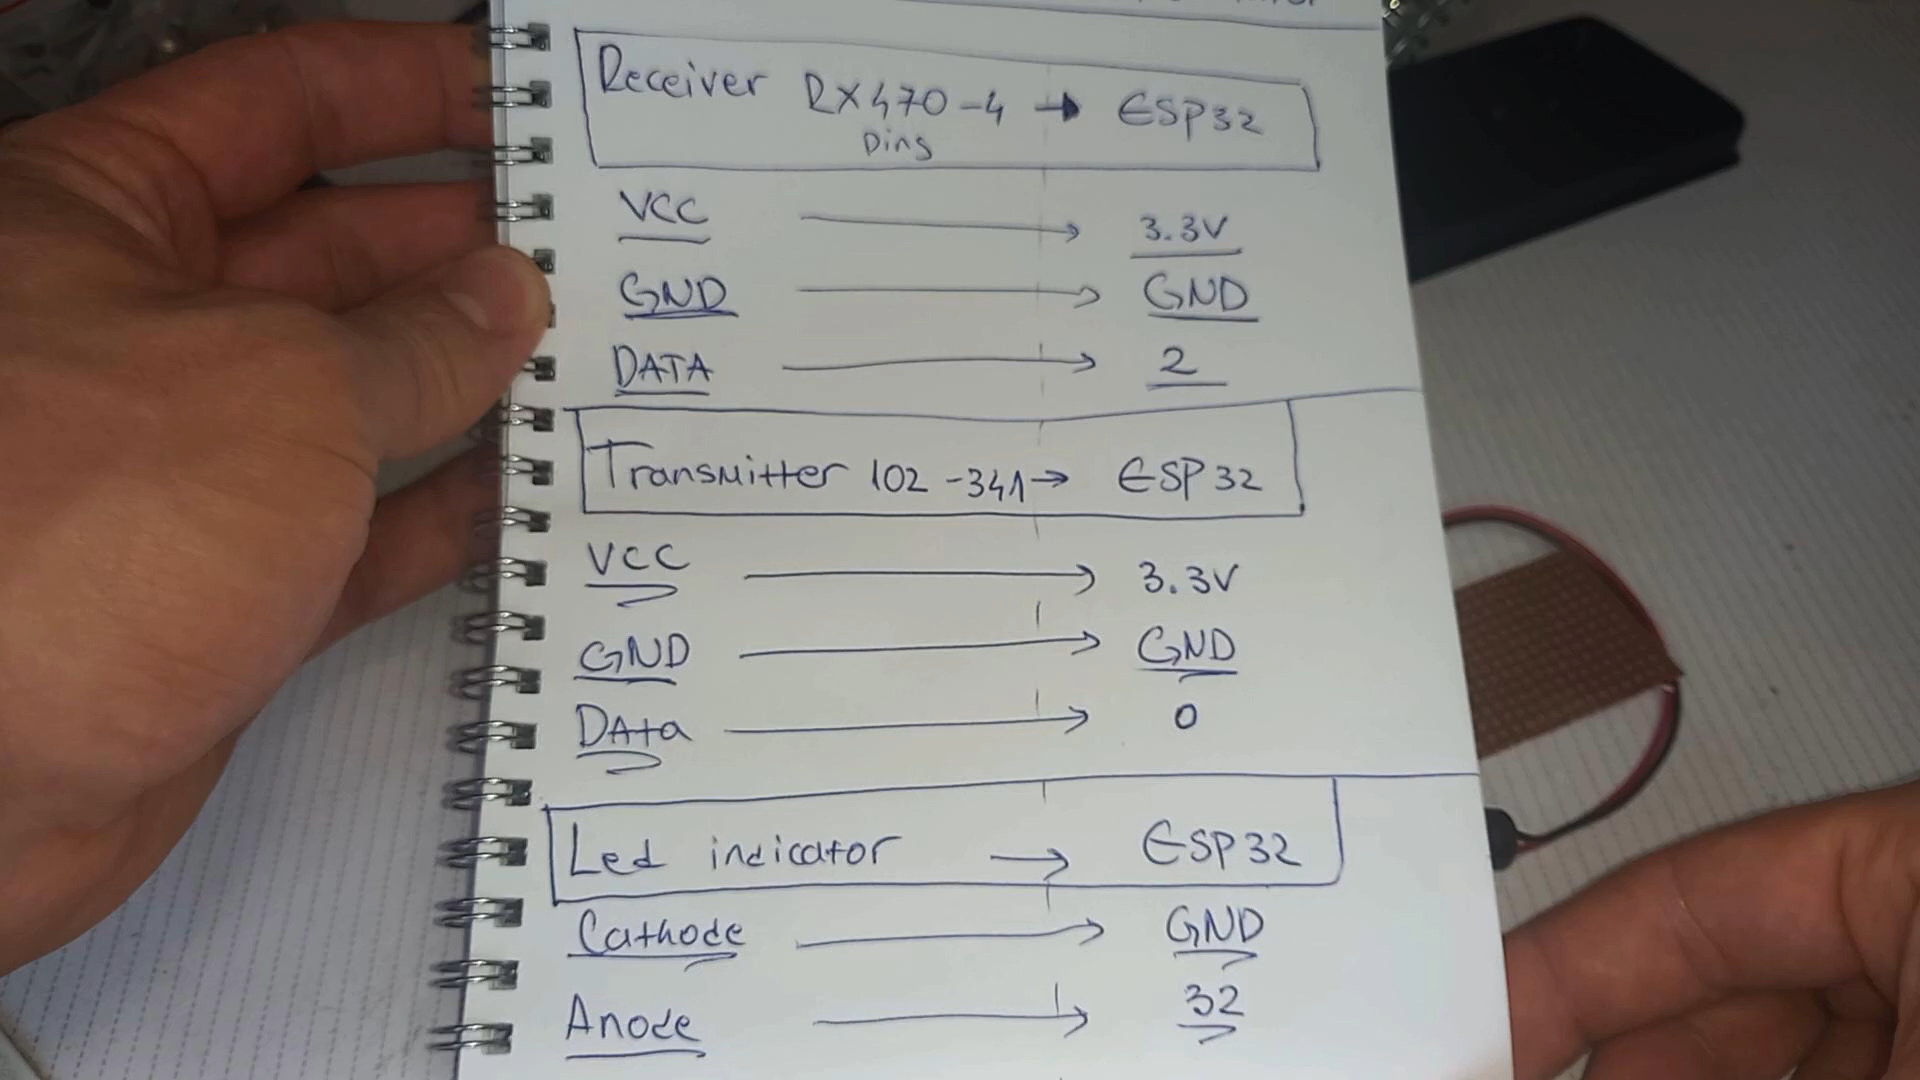 Receiver RX470-4 → ESP32
Pins
VCC → 3.3V
GND → GND
DATA → 2
Transmitter 102-341 → ESP32
VCC → 3.3V
GND → GND
DAta → 0
Led indicator → ESP32
Cathode → GND
Anode → 32